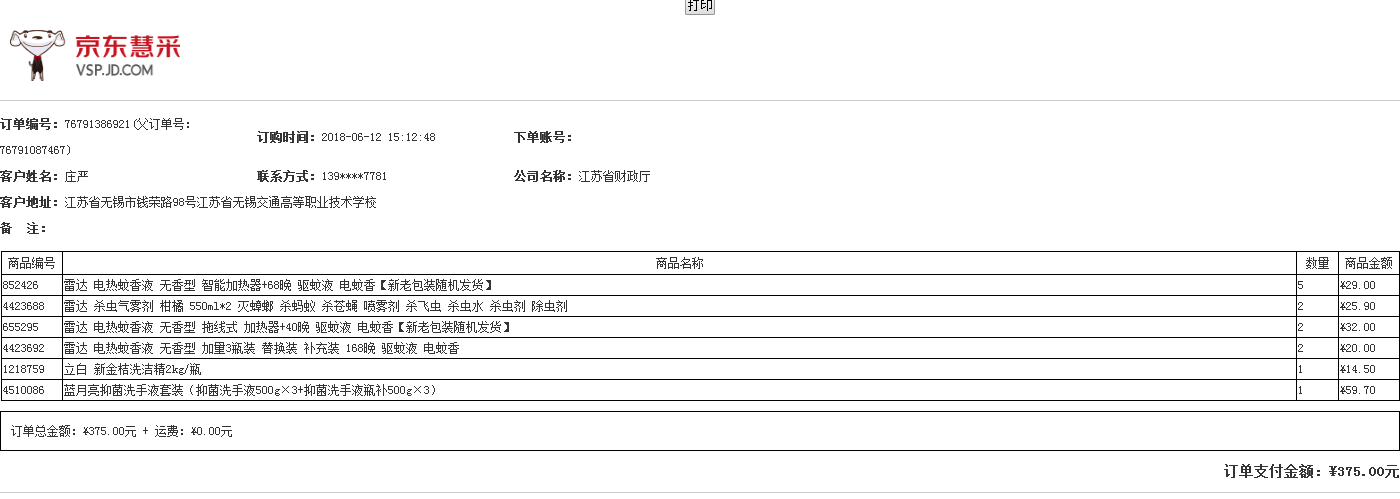 打印
京东慧采
VSP.JD.COM
订单编号：76791386921(父订单号：
76791087467)
订购时间：2018-06-12 15:12:48
下单账号：
客户姓名：庄严
联系方式：139****7781
公司名称：江苏省财政厅
客户地址：江苏省无锡市钱荣路98号江苏省无锡交通高等职业技术学校
备 注：
商品编号 商品名称 数量 商品金额
852426 雷达 电热蚊香液 无香型 智能加热器+68晚 驱蚊液 电蚊香【新老包装随机发货】 5 ¥29.00
4423688 雷达 杀虫气雾剂 柑橘 550ml*2 灭蟑螂 杀蚂蚁 杀苍蝇 喷雾剂 杀飞虫 杀虫水 杀虫剂 除虫剂 2 ¥25.90
655295 雷达 电热蚊香液 无香型 拖线式 加热器+40晚 驱蚊液 电蚊香【新老包装随机发货】 2 ¥32.00
4423692 雷达 电热蚊香液 无香型 加量3瓶装 替换装 补充装 168晚 驱蚊液 电蚊香 2 ¥20.00
1218759 立白 新金桔洗洁精2kg/瓶 1 ¥14.50
4510086 蓝月亮抑菌洗手液套装（抑菌洗手液500g×3+抑菌洗手液瓶补500g×3） 1 ¥59.70
订单总金额：¥375.00元 + 运费：¥0.00元
订单支付金额：¥375.00元